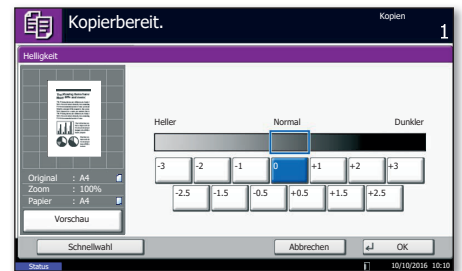 Kopierbereit.
Kopien
1
Helligkeit
Heller Normal Dunkler
-3 -2 -1 0 +1 +2 +3
-2.5 -1.5 -0.5 +0.5 +1.5 +2.5
Original : A4
Zoom : 100%
Papier : A4
Vorschau
Schnellwahl Abbrechen OK
Status 10/10/2016 10:10